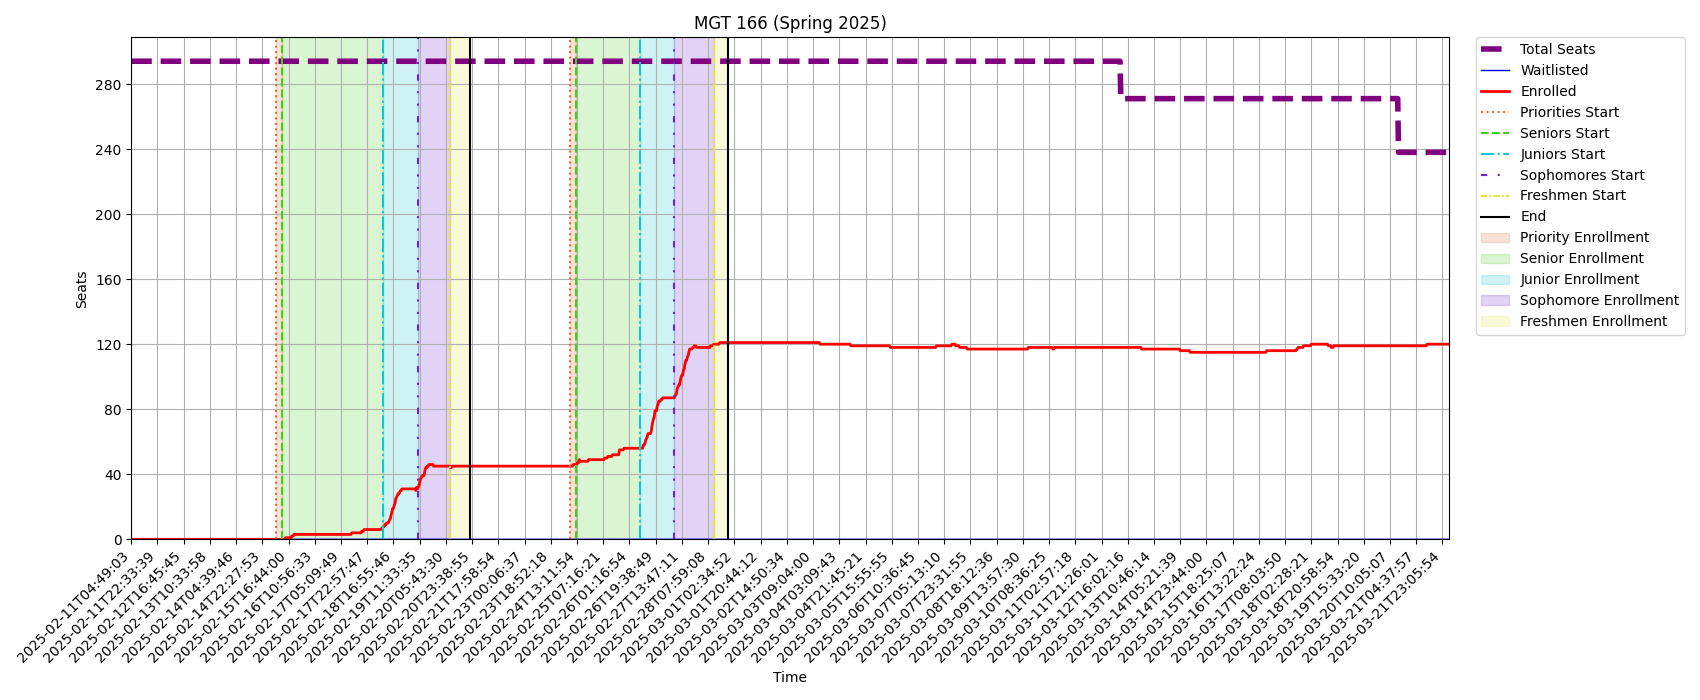 MGT 166 (Spring 2025)
Total Seats
Waitlisted
Enrolled
Priorities Start
Seniors Start
Juniors Start
Sophomores Start
Freshmen Start
End
Priority Enrollment
Senior Enrollment
Junior Enrollment
Sophomore Enrollment
Freshmen Enrollment
Seats
280
240
200
160
120
80
40
0
2025-02-11T04:49:03
2025-02-11T22:33:39
2025-02-12T16:45:45
2025-02-13T10:33:58
2025-02-14T04:39:46
2025-02-14T22:27:53
2025-02-15T16:44:00
2025-02-16T10:56:33
2025-02-17T05:09:49
2025-02-17T22:57:47
2025-02-18T16:55:46
2025-02-19T11:33:35
2025-02-20T05:43:30
2025-02-20T23:38:55
2025-02-21T17:58:54
2025-02-23T00:06:37
2025-02-23T18:52:18
2025-02-24T13:11:54
2025-02-25T07:16:21
2025-02-26T01:16:54
2025-02-26T19:38:49
2025-02-27T13:47:11
2025-02-28T07:59:08
2025-03-01T02:34:52
2025-03-01T20:44:12
2025-03-02T14:50:34
2025-03-03T09:04:00
2025-03-04T03:09:43
2025-03-04T21:45:21
2025-03-05T15:55:55
2025-03-06T10:36:45
2025-03-07T05:13:10
2025-03-07T23:31:55
2025-03-08T18:12:36
2025-03-09T13:57:30
2025-03-10T08:36:25
2025-03-11T02:57:18
2025-03-11T21:26:01
2025-03-12T16:02:16
2025-03-13T10:46:14
2025-03-14T05:21:39
2025-03-14T23:44:00
2025-03-15T18:25:07
2025-03-16T13:22:24
2025-03-17T08:03:50
2025-03-18T02:28:21
2025-03-18T20:58:54
2025-03-19T15:33:20
2025-03-20T10:05:07
2025-03-21T04:37:57
2025-03-21T23:05:54
Time